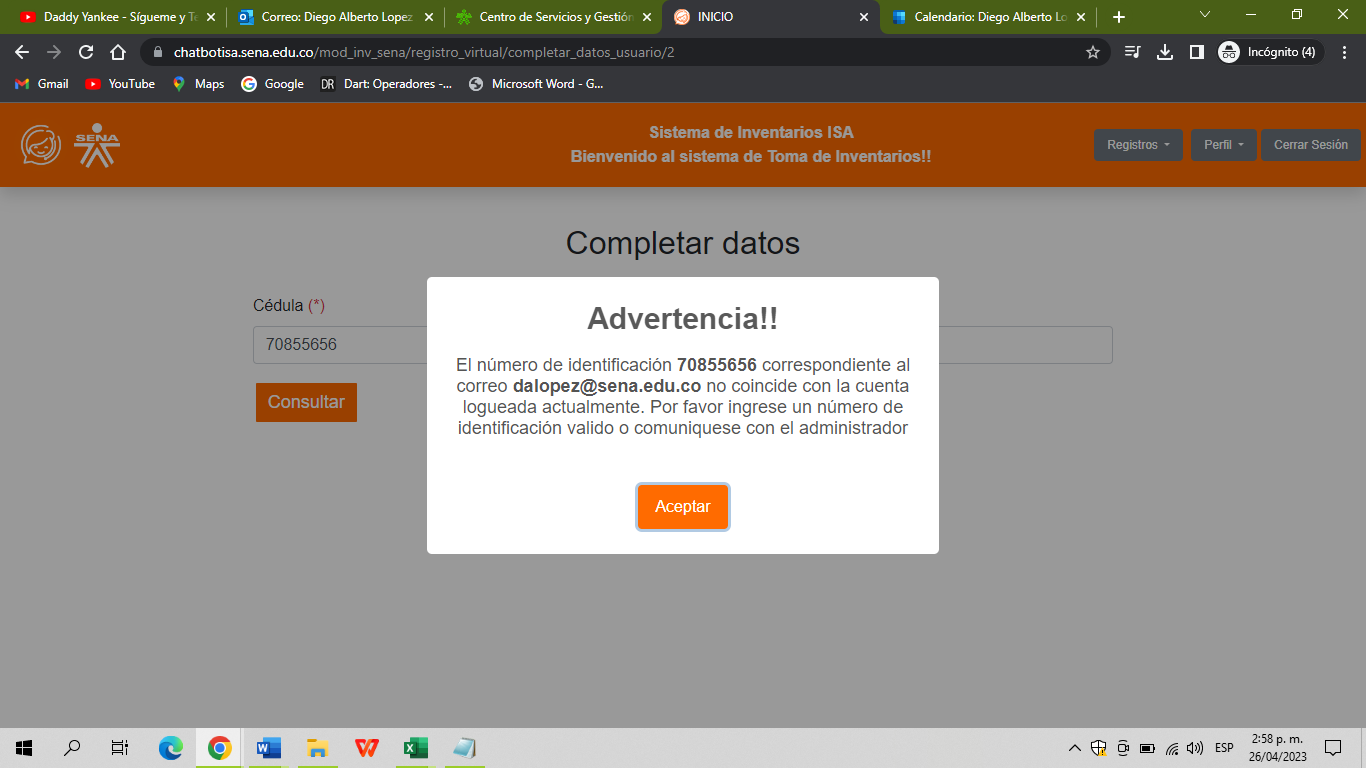 Daddy Yankee - Sígueme y Te
Correo: Diego Alberto Lopez
Centro de Servicios y Gestión
INICIO
Calendario: Diego Alberto Lo
chatbotisa.sena.edu.co/mod_inv_sena/registro_virtual/completar_datos_usuario/2
Incógnito (4)
Gmail
YouTube
Maps
Google
DR
Dart: Operadores -...
Microsoft Word - G...
SENA
Sistema de Inventarios ISA
Bienvenido al sistema de Toma de Inventarios!!
Registros
Perfil
Cerrar Sesión
Completar datos
Cédula (*)
70855656
Consultar
Advertencia!!
El número de identificación 70855656 correspondiente al
correo dalopez@sena.edu.co no coincide con la cuenta
logueada actualmente. Por favor ingrese un número de
identificación valido o comuniquese con el administrador
Aceptar
ESP
2:58 p. m.
26/04/2023